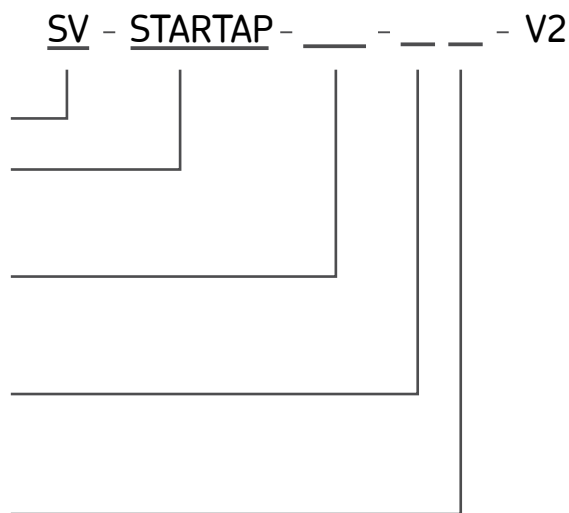 SV - STARTAP - ___ - _ _ - V2